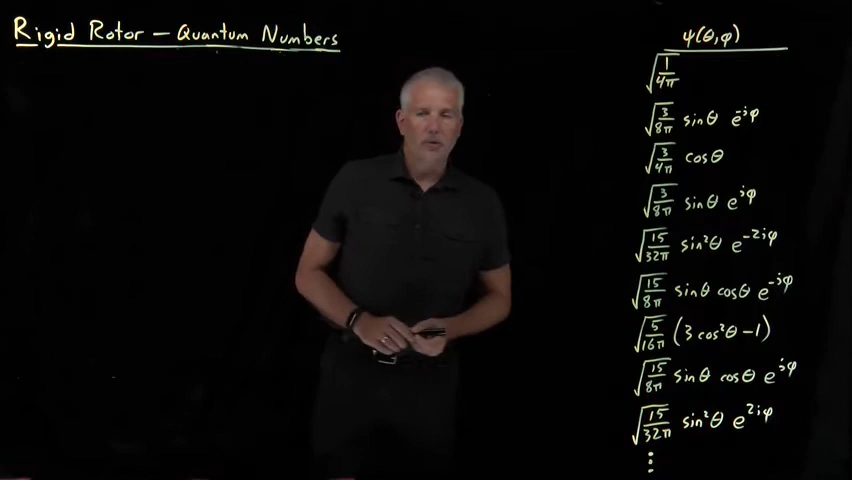 Rigid Rotor – Quantum Numbers
ψ(θ,φ)
√(1/4π)
√(3/8π) sinθ e^-iφ
√(3/4π) cosθ
√(3/8π) sinθ e^iφ
√(15/32π) sin²θ e^-2iφ
√(15/8π) sinθ cosθ e^-iφ
√(5/16π) (3 cos²θ –1)
√(15/8π) sinθ cosθ e^iφ
√(15/32π) sin²θ e^2iφ
⋮